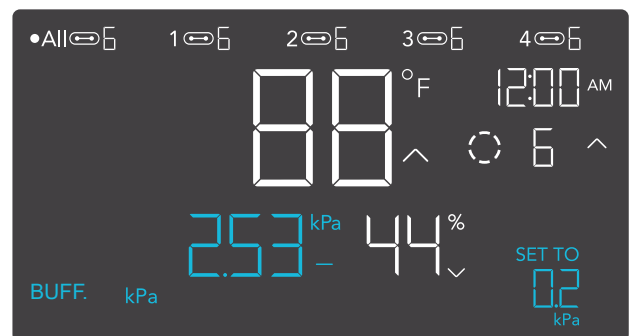 •All 6 1 6 2 6 3 6 4 6
88 °F 12:00 AM
6
2.53 kPa 44 %
SET TO
BUFF. kPa 0.2
kPa